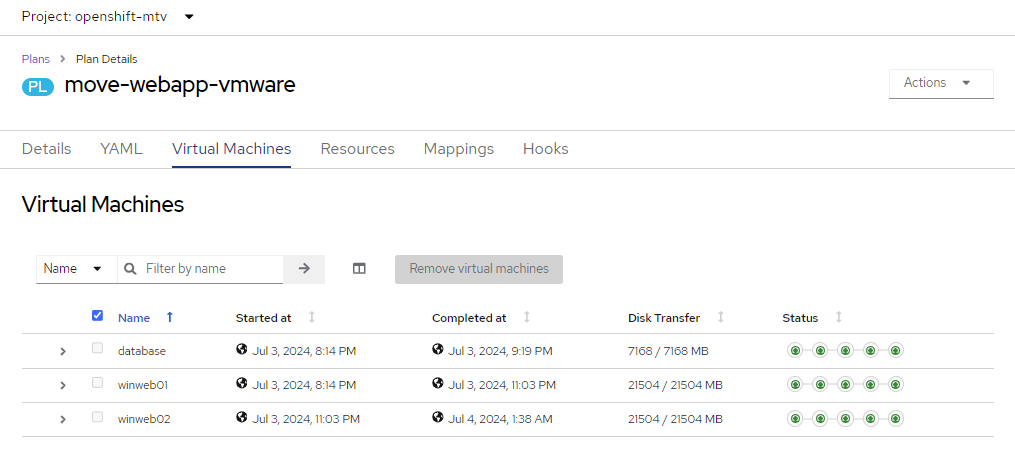 Project: openshift-mtv
Plans Plan Details
PL move-webapp-vmware
Actions
Details YAML Virtual Machines Resources Mappings Hooks
Virtual Machines
Name Filter by name Remove virtual machines
Name Started at Completed at Disk Transfer Status
database Jul 3, 2024, 8:14 PM Jul 3, 2024, 9:19 PM 7168 / 7168 MB
winweb01 Jul 3, 2024, 8:14 PM Jul 3, 2024, 11:03 PM 21504 / 21504 MB
winweb02 Jul 3, 2024, 11:03 PM Jul 4, 2024, 1:38 AM 21504 / 21504 MB